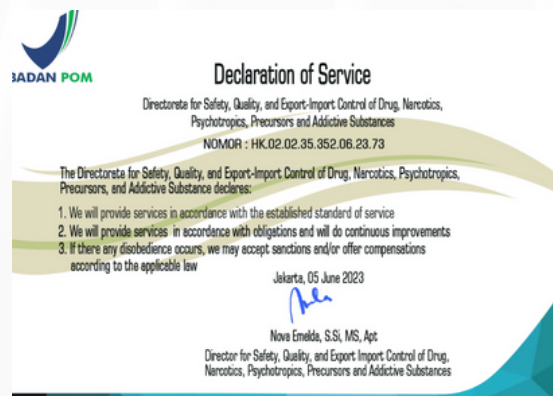 BADAN POM
Declaration of Service
Directorate for Safety, Quality, and Export-Import Control of Drug, Narcotics,
Psychotropics, Precursors and Addictive Substances
NOMOR : HK.02.02.35.352.06.23.73
The Directorate for Safety, Quality, and Export-Import Control of Drug, Narcotics, Psychotropics,
Precursors, and Addictive Substance declares:
1. We will provide services in accordance with the established standard of service
2. We will provide services in accordance with obligations and will do continuous improvements
3. If there any disobedience occurs, we may accept sanctions and/or offer compensations
according to the applicable law
Jakarta, 05 June 2023
Nova Emelda, S.Si, MS, Apt
Director for Safety, Quality, and Export Import Control of Drug,
Narcotics, Psychotropics, Precursors and Addictive Substances